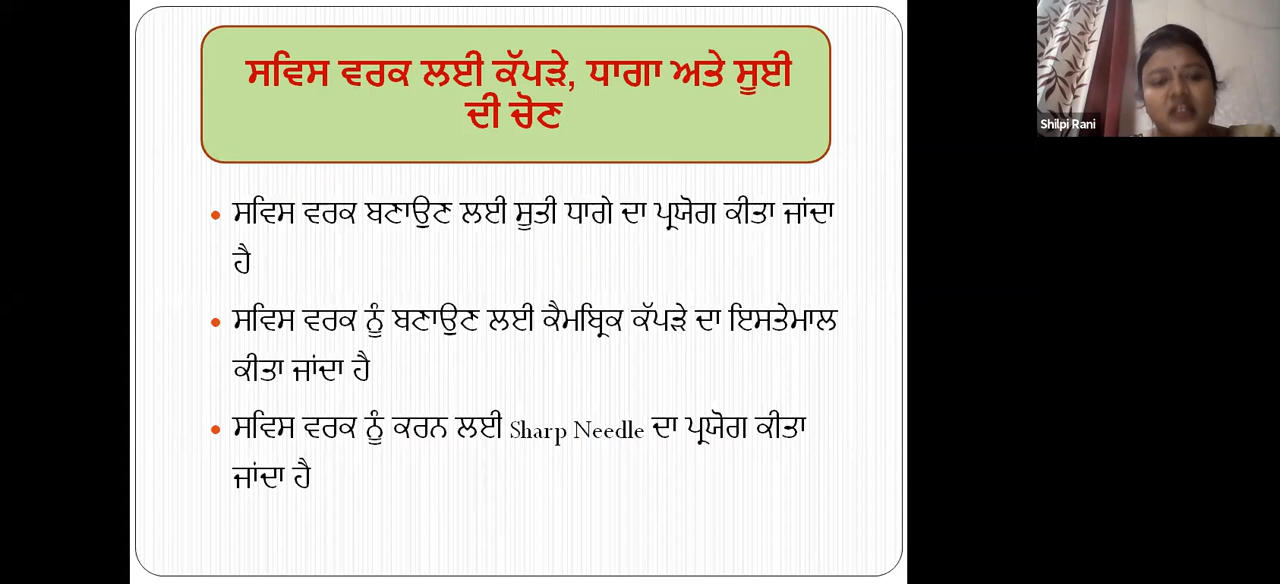 ਸਵਿਸ ਵਰਕ ਲਈ ਕੱਪੜੇ, ਧਾਗਾ ਅਤੇ ਸੂਈ
ਦੀ ਚੋਣ
• ਸਵਿਸ ਵਰਕ ਬਣਾਉਣ ਲਈ ਸੂਤੀ ਧਾਗੇ ਦਾ ਪ੍ਰਯੋਗ ਕੀਤਾ ਜਾਂਦਾ
ਹੈ
• ਸਵਿਸ ਵਰਕ ਨੂੰ ਬਣਾਉਣ ਲਈ ਕੈਮਬ੍ਰਿਕ ਕੱਪੜੇ ਦਾ ਇਸਤੇਮਾਲ
ਕੀਤਾ ਜਾਂਦਾ ਹੈ
• ਸਵਿਸ ਵਰਕ ਨੂੰ ਕਰਨ ਲਈ Sharp Needle ਦਾ ਪ੍ਰਯੋਗ ਕੀਤਾ
ਜਾਂਦਾ ਹੈ
Shilpi Rani